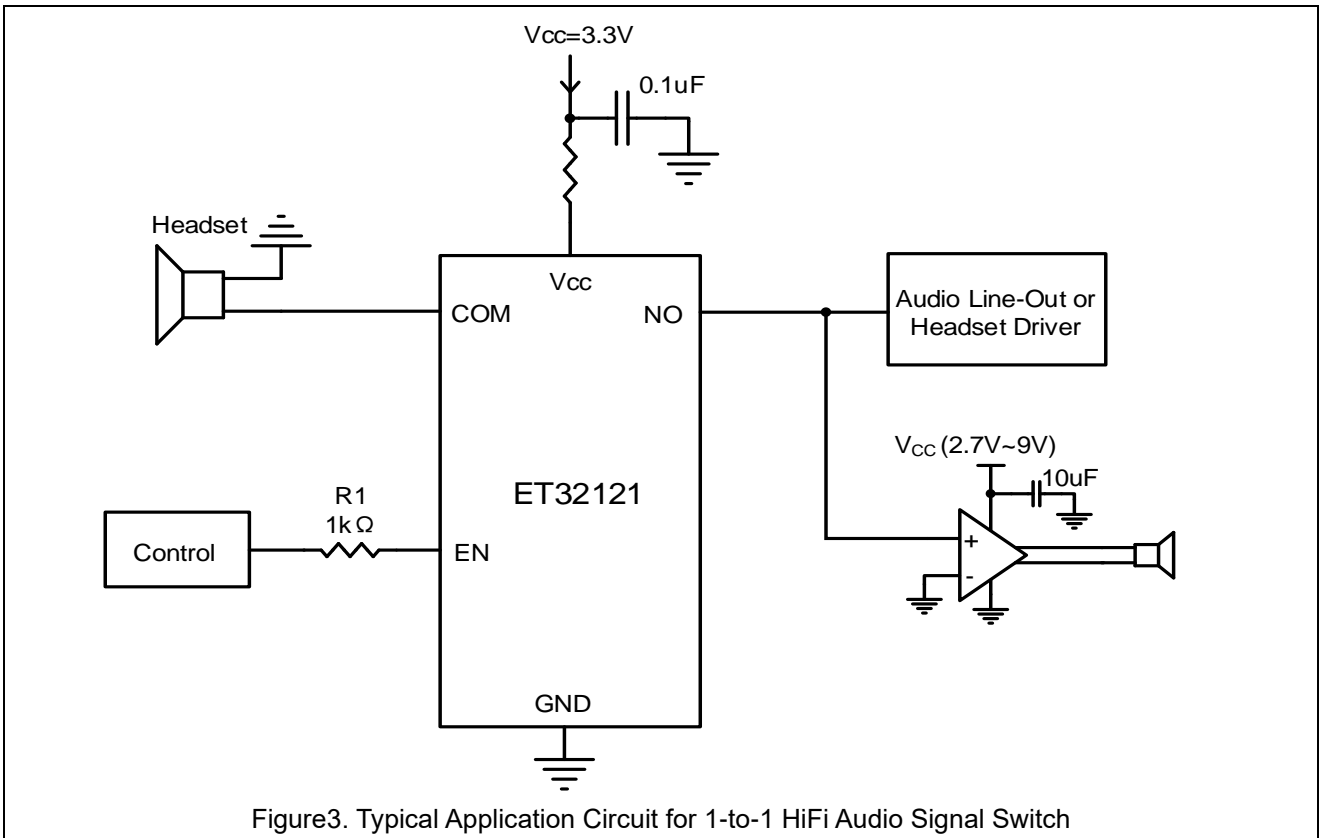 Vcc=3.3V
0.1uF
Headset
Vcc
COM
NO
Audio Line-Out or
Headset Driver
VCC (2.7V~9V)
10uF
ET32121
R1
1kΩ
Control
EN
+
-
GND
Figure3. Typical Application Circuit for 1-to-1 HiFi Audio Signal Switch